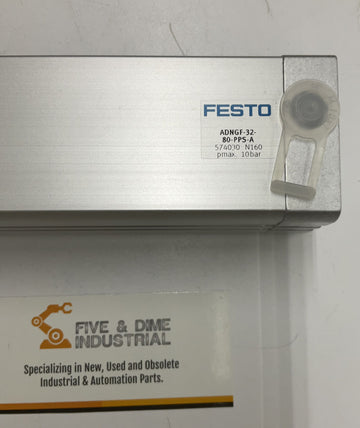 FESTO
ADNGF-32-
80-PPS-A
574030 N160
pmax. 10bar
FIVE & DIME
INDUSTRIAL
Specializing in New, Used and Obsolete
Industrial & Automation Parts.